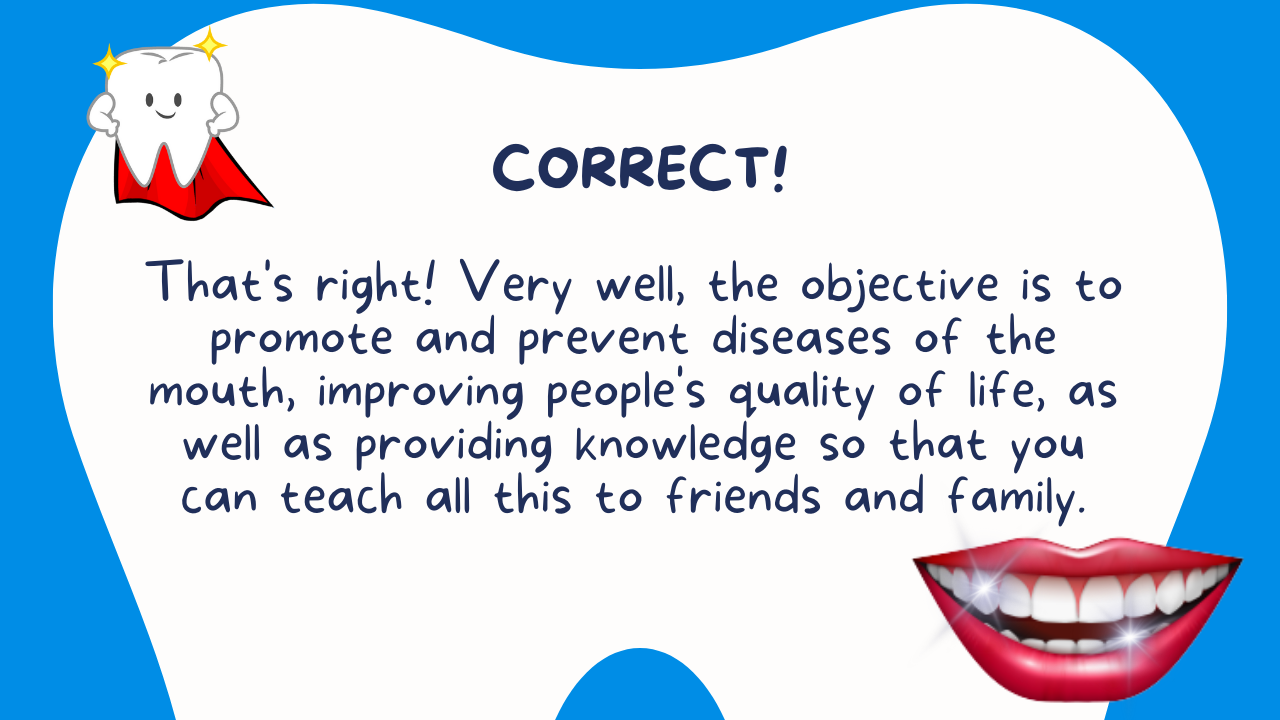 CORRECT!
That's right! Very well, the objective is to
promote and prevent diseases of the
mouth, improving people's quality of life, as
well as providing knowledge so that you
can teach all this to friends and family.